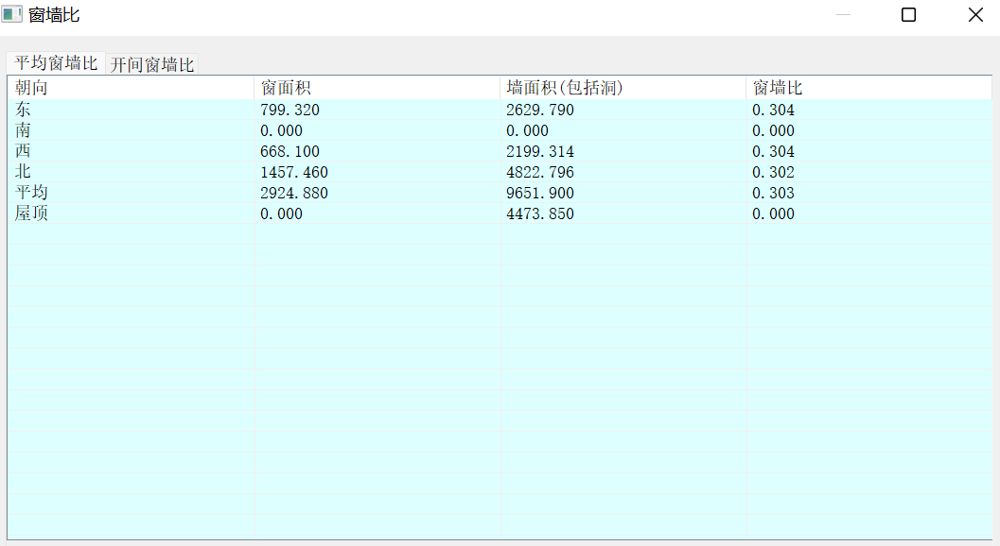 窗墙比
平均窗墙比 开间窗墙比
朝向 窗面积 墙面积(包括洞) 窗墙比
东 799.320 2629.790 0.304
南 0.000 0.000 0.000
西 668.100 2199.314 0.304
北 1457.460 4822.796 0.302
平均 2924.880 9651.900 0.303
屋顶 0.000 4473.850 0.000